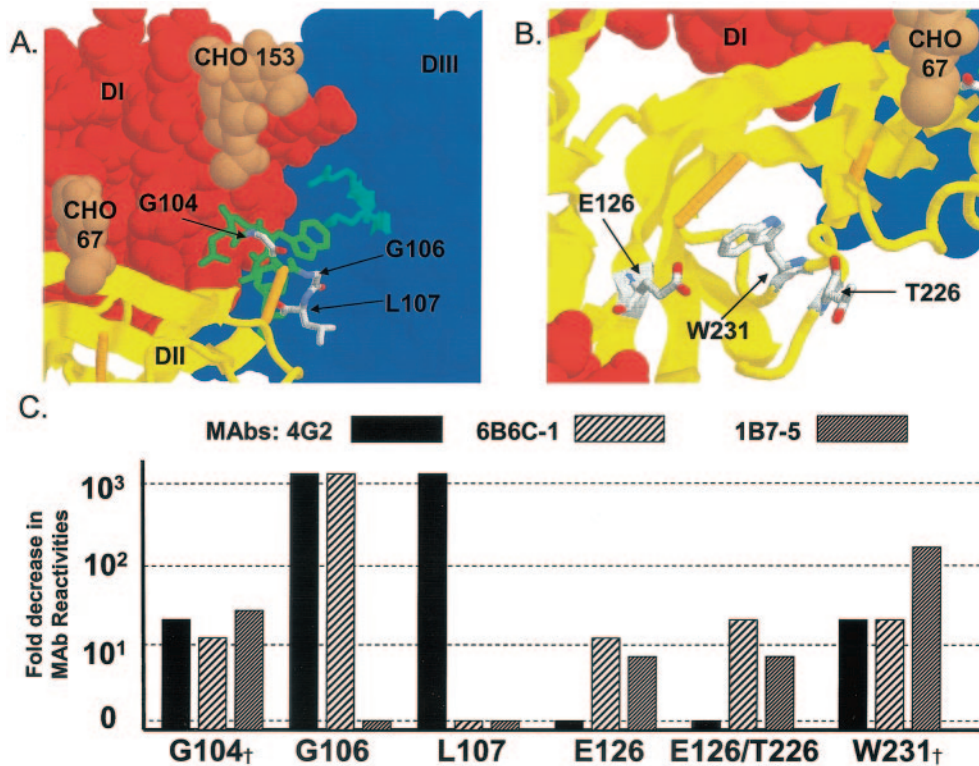 A.
CHO 153
DI
DIII
G104
CHO
67
G106
L107
DII
B.
DI
CHO
67
E126
W231
T226
C.
MAbs: 4G2 6B6C-1 1B7-5
Fold decrease in
MAb Reactivities
10³
10²
10¹
0
G104† G106 L107 E126 E126/T226 W231†